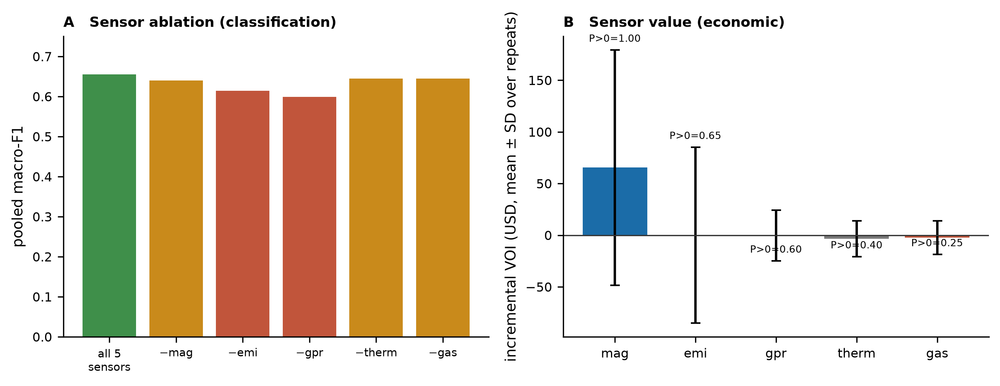 A Sensor ablation (classification)
pooled macro-F1
0.7
0.6
0.5
0.4
0.3
0.2
0.1
0.0
all 5
sensors
−mag
−emi
−gpr
−therm
−gas
B Sensor value (economic)
incremental VOI (USD, mean ± SD over repeats)
150
100
50
0
−50
P>0=1.00
P>0=0.65
P>0=0.60
P>0=0.40
P>0=0.25
mag
emi
gpr
therm
gas